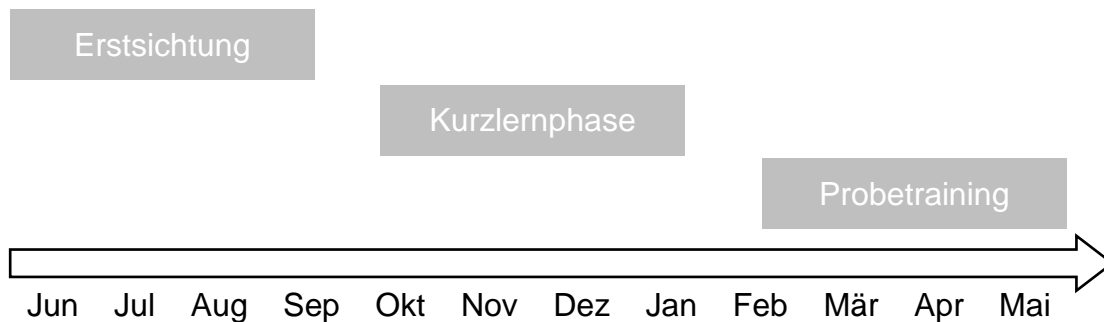 Erstsichtung
Kurzlernphase
Probetraining
Jun Jul Aug Sep Okt Nov Dez Jan Feb Mär Apr Mai